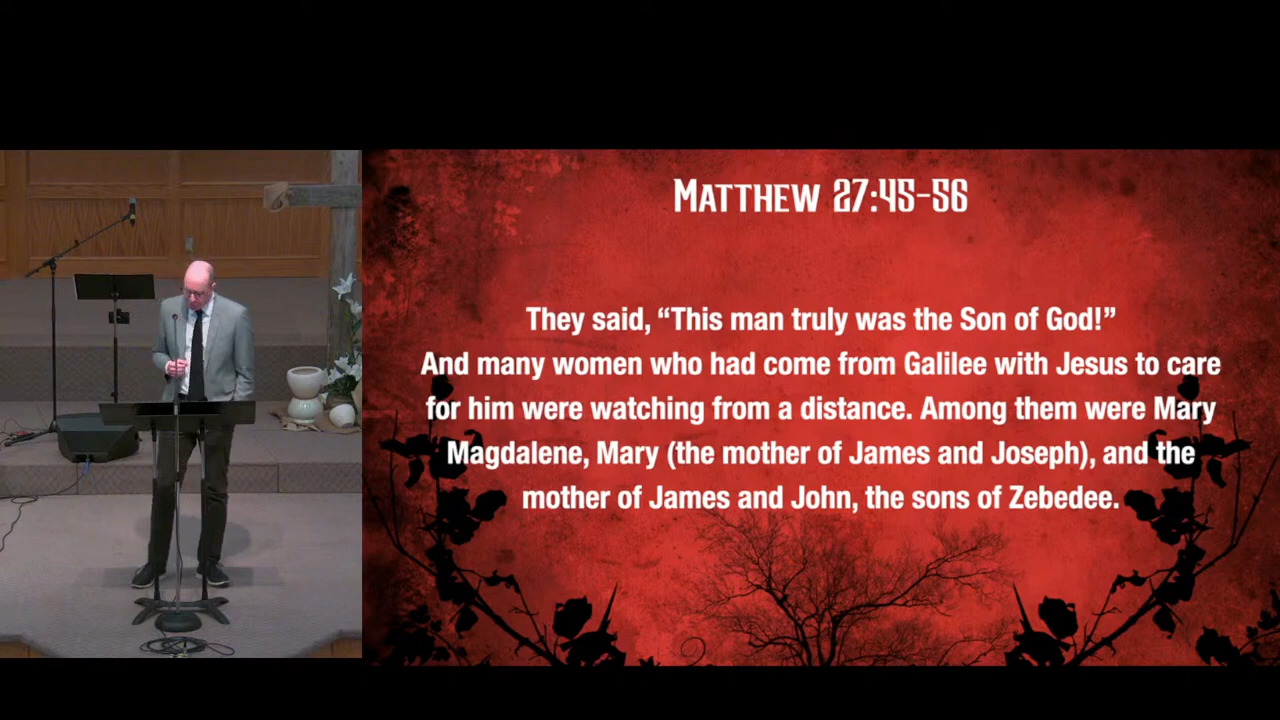 Matthew 27:45-56
They said, “This man truly was the Son of God!”
And many women who had come from Galilee with Jesus to care
for him were watching from a distance. Among them were Mary
Magdalene, Mary (the mother of James and Joseph), and the
mother of James and John, the sons of Zebedee.